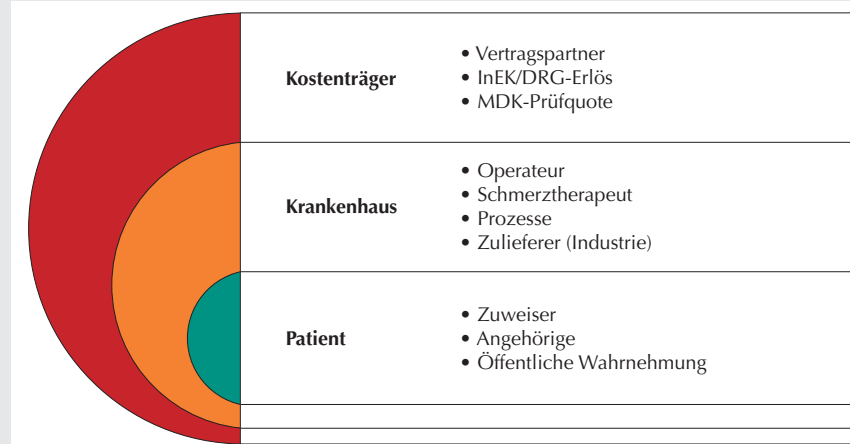 Kostenträger
• Vertragspartner
• InEK/DRG-Erlös
• MDK-Prüfquote
Krankenhaus
• Operateur
• Schmerztherapeut
• Prozesse
• Zulieferer (Industrie)
Patient
• Zuweiser
• Angehörige
• Öffentliche Wahrnehmung